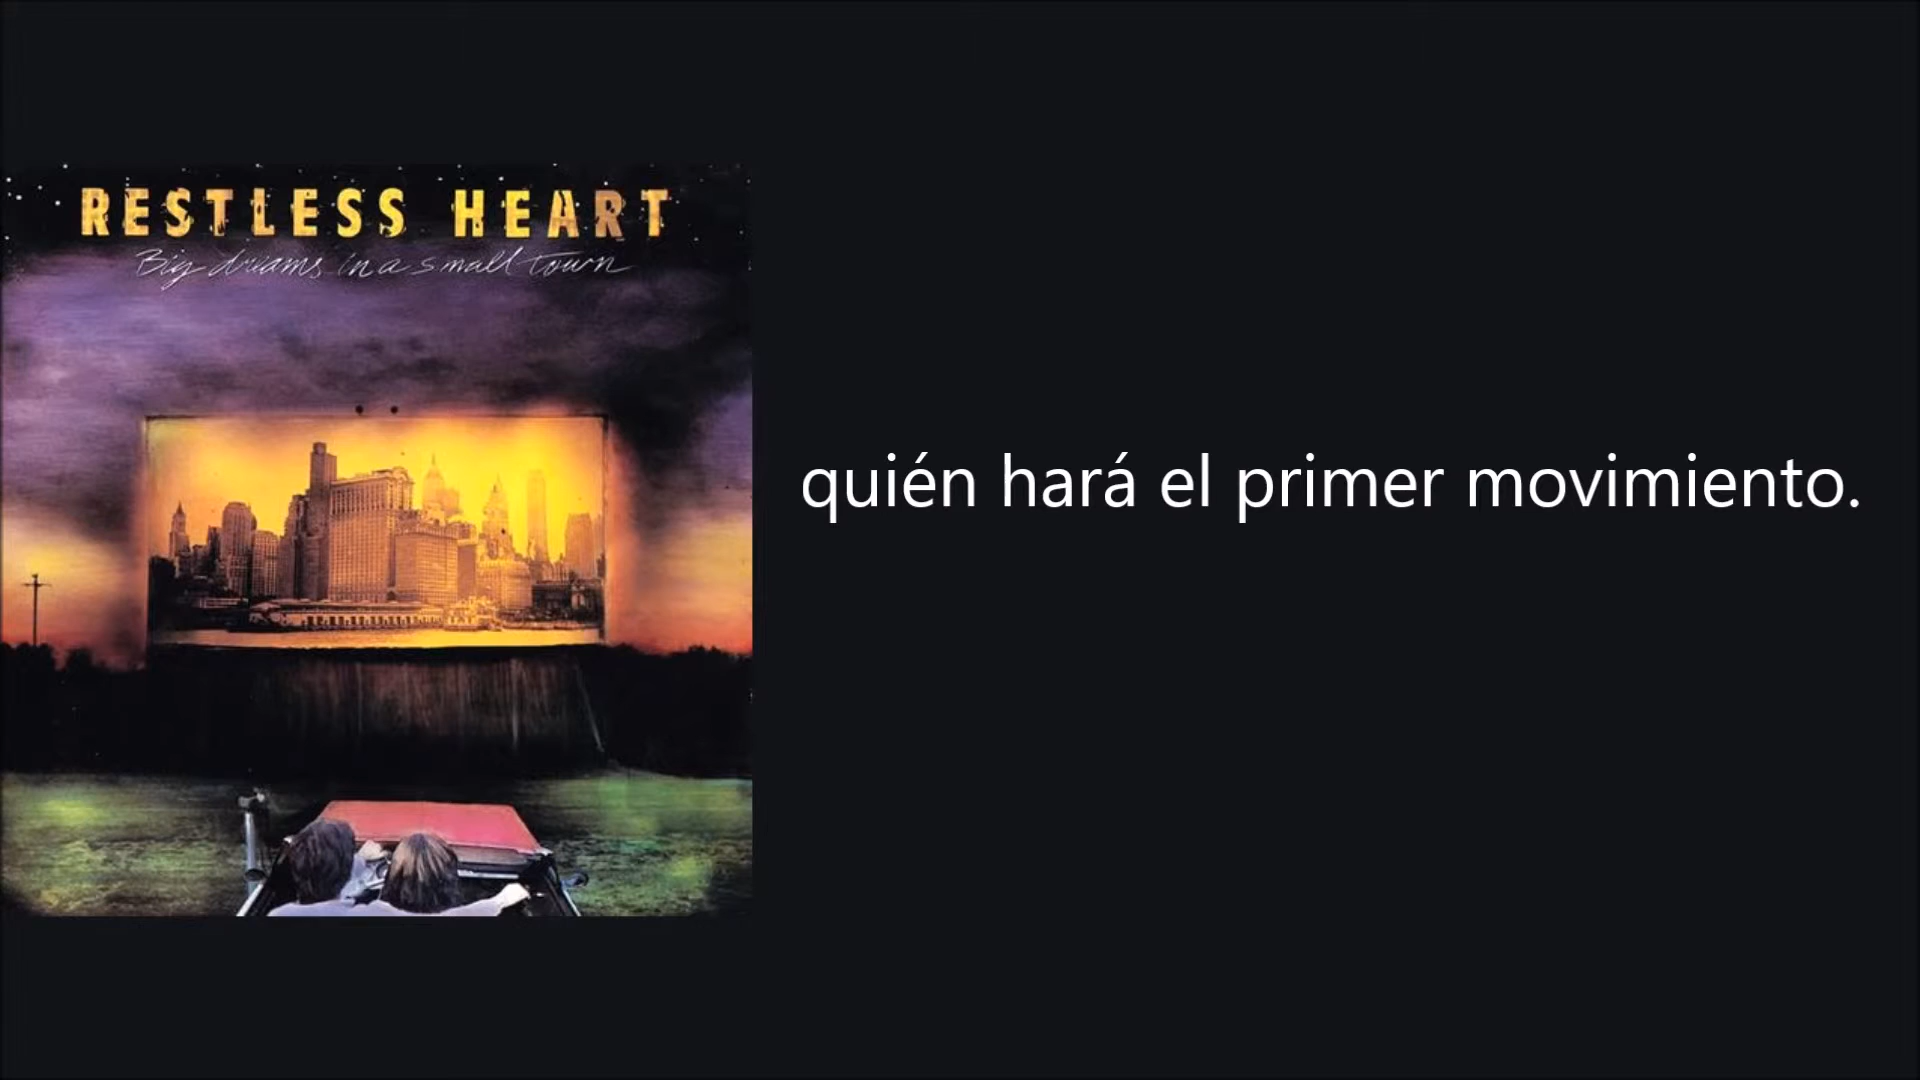 RESTLESS HEART
Big dreams in a small town
quién hará el primer movimiento.